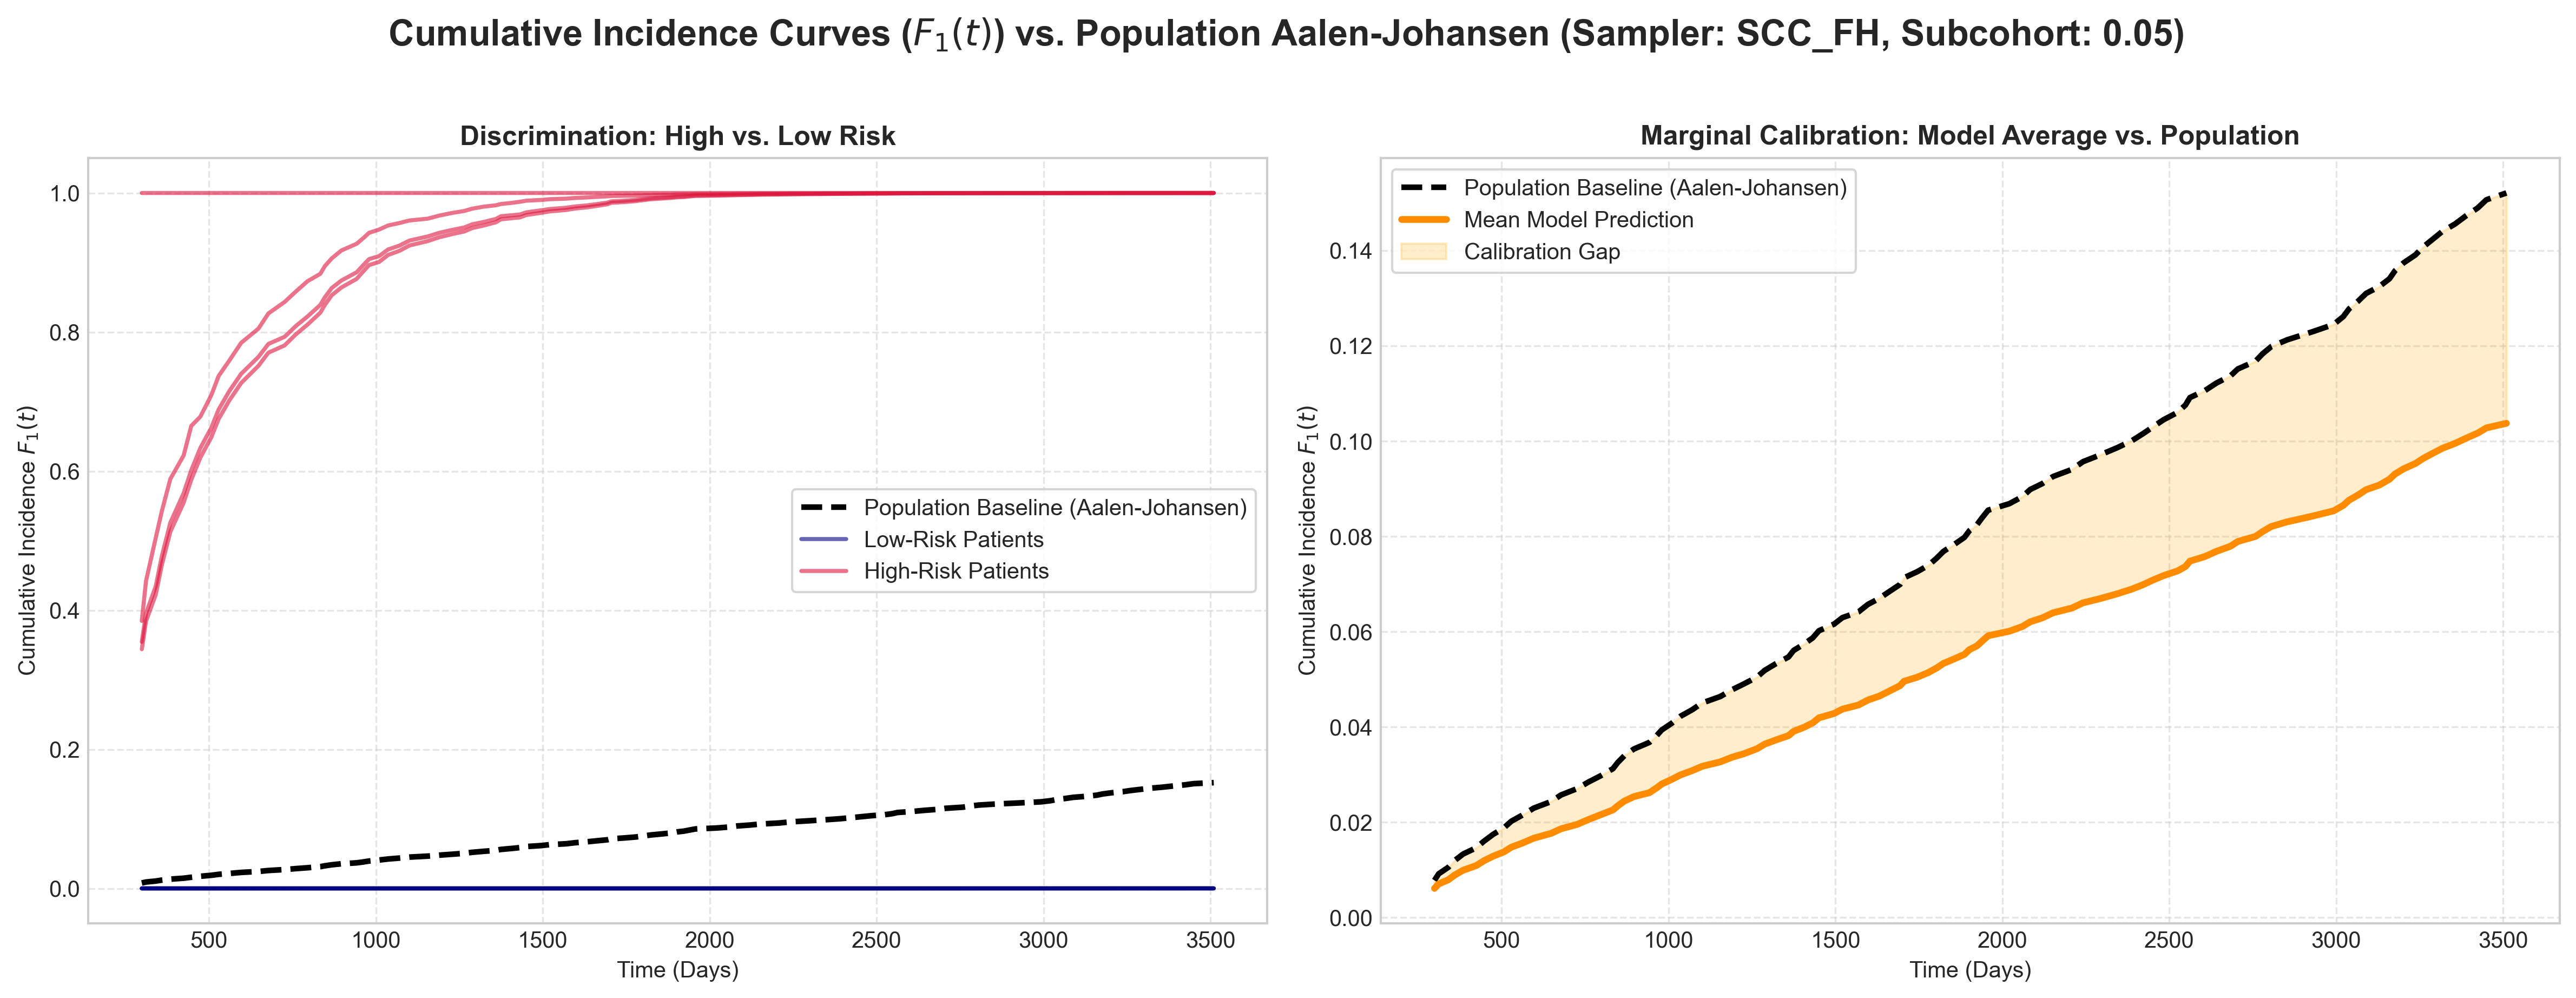 Cumulative Incidence Curves (F₁(t)) vs. Population Aalen-Johansen (Sampler: SCC_FH, Subcohort: 0.05)
Discrimination: High vs. Low Risk
Cumulative Incidence F₁(t)
1.0
0.8
0.6
0.4
0.2
0.0
Population Baseline (Aalen-Johansen)
Low-Risk Patients
High-Risk Patients
500 1000 1500 2000 2500 3000 3500
Time (Days)
Marginal Calibration: Model Average vs. Population
Cumulative Incidence F₁(t)
Population Baseline (Aalen-Johansen)
Mean Model Prediction
Calibration Gap
0.14
0.12
0.10
0.08
0.06
0.04
0.02
0.00
500 1000 1500 2000 2500 3000 3500
Time (Days)